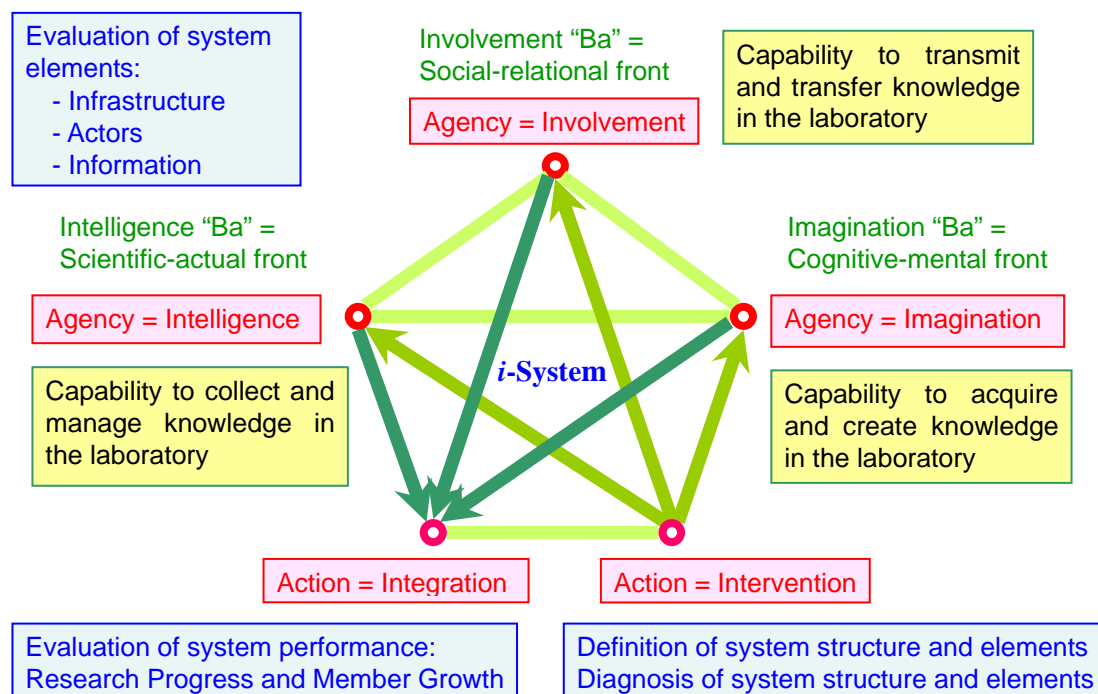 Evaluation of system
elements:
- Infrastructure
- Actors
- Information
Involvement “Ba” =
Social-relational front
Agency = Involvement
Capability to transmit
and transfer knowledge
in the laboratory
Intelligence “Ba” =
Scientific-actual front
Agency = Intelligence
Capability to collect and
manage knowledge in
the laboratory
i-System
Imagination “Ba” =
Cognitive-mental front
Agency = Imagination
Capability to acquire
and create knowledge
in the laboratory
Action = Integration
Action = Intervention
Evaluation of system performance:
Research Progress and Member Growth
Definition of system structure and elements
Diagnosis of system structure and elements